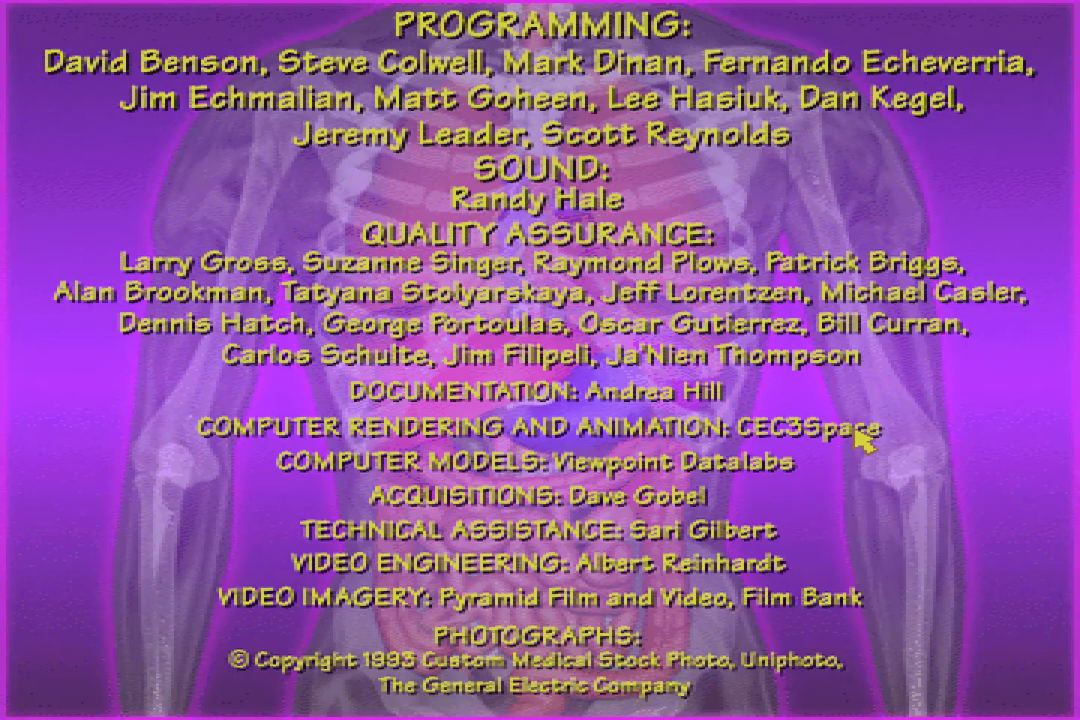 PROGRAMMING:
David Benson, Steve Colwell, Mark Dinan, Fernando Echeverria,
Jim Echmalian, Matt Goheen, Lee Hasiuk, Dan Kegel,
Jeremy Leader, Scott Reynolds
SOUND:
Randy Hale
QUALITY ASSURANCE:
Larry Gross, Suzanne Singer, Raymond Plows, Patrick Briggs,
Alan Brookman, Tatyana Stolyarskaya, Jeff Lorentzen, Michael Casler,
Dennis Hatch, George Portoulas, Oscar Gutierrez, Bill Curran,
Carlos Schulte, Jim Filipeli, Ja'Nien Thompson
DOCUMENTATION: Andrea Hill
COMPUTER RENDERING AND ANIMATION: CEC3Space
COMPUTER MODELS: Viewpoint Datalabs
ACQUISITIONS: Dave Gobel
TECHNICAL ASSISTANCE: Sari Gilbert
VIDEO ENGINEERING: Albert Reinhardt
VIDEO IMAGERY: Pyramid Film and Video, Film Bank
PHOTOGRAPHS:
© Copyright 1993 Custom Medical Stock Photo, Uniphoto,
The General Electric Company